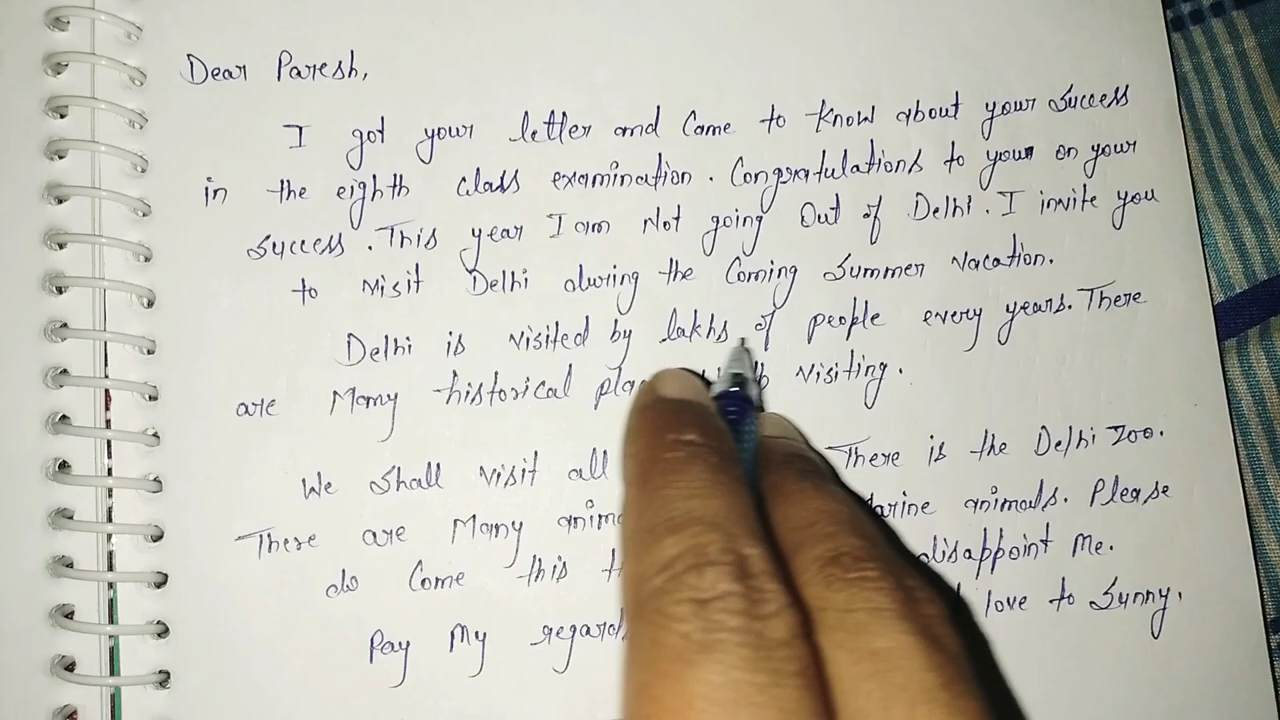 Dear Paresh,
I got your letter and Come to Know about your Success
in the eighth Class examination. Congratulations to your on your
Success. This year I am Not going Out of Delhi. I invite you
to Visit Delhi during the Coming Summer Vacation.
Delhi is visited by lakhs of people every years. There
are Many historical visiting.
We Shall visit all There is the Delhi Zoo.
There are Many animals. Please
do Come this disappoint Me.
Pay My love to Sunny.